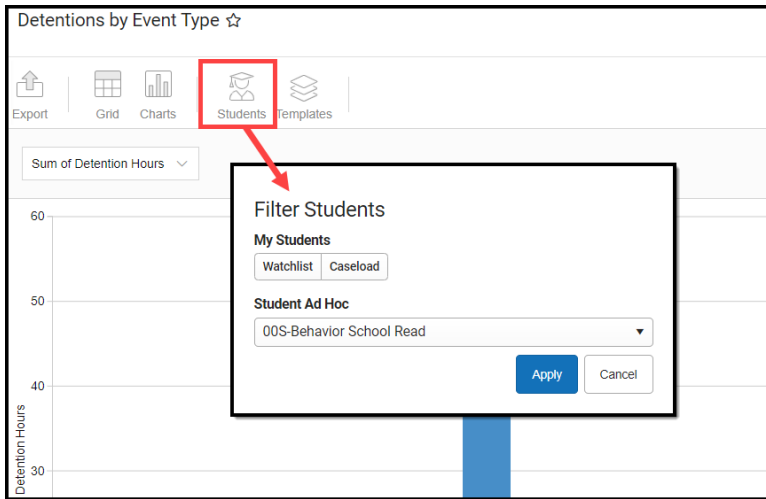 Detentions by Event Type ☆
Export Grid Charts Students Templates
Sum of Detention Hours
Filter Students
My Students
Watchlist Caseload
Student Ad Hoc
00S-Behavior School Read
Apply Cancel
60
50
40
30
Detention Hours